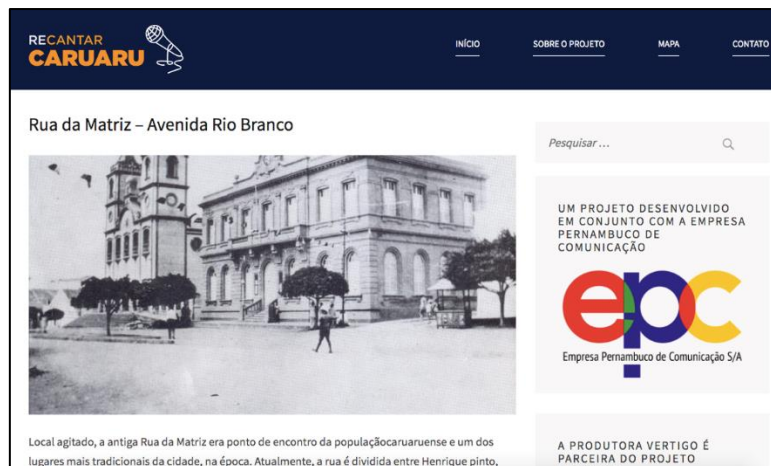 RECANTAR
CARUARU
INÍCIO
SOBRE O PROJETO
MAPA
CONTATO
Rua da Matriz – Avenida Rio Branco
Local agitado, a antiga Rua da Matriz era ponto de encontro da populaçãocaruaruense e um dos
lugares mais tradicionais da cidade, na época. Atualmente, a rua é dividida entre Henrique pinto,
Pesquisar ...
UM PROJETO DESENVOLVIDO
EM CONJUNTO COM A EMPRESA
PERNAMBUCO DE
COMUNICAÇÃO
epc
Empresa Pernambuco de Comunicação S/A
A PRODUTORA VERTIGO É
PARCEIRA DO PROJETO